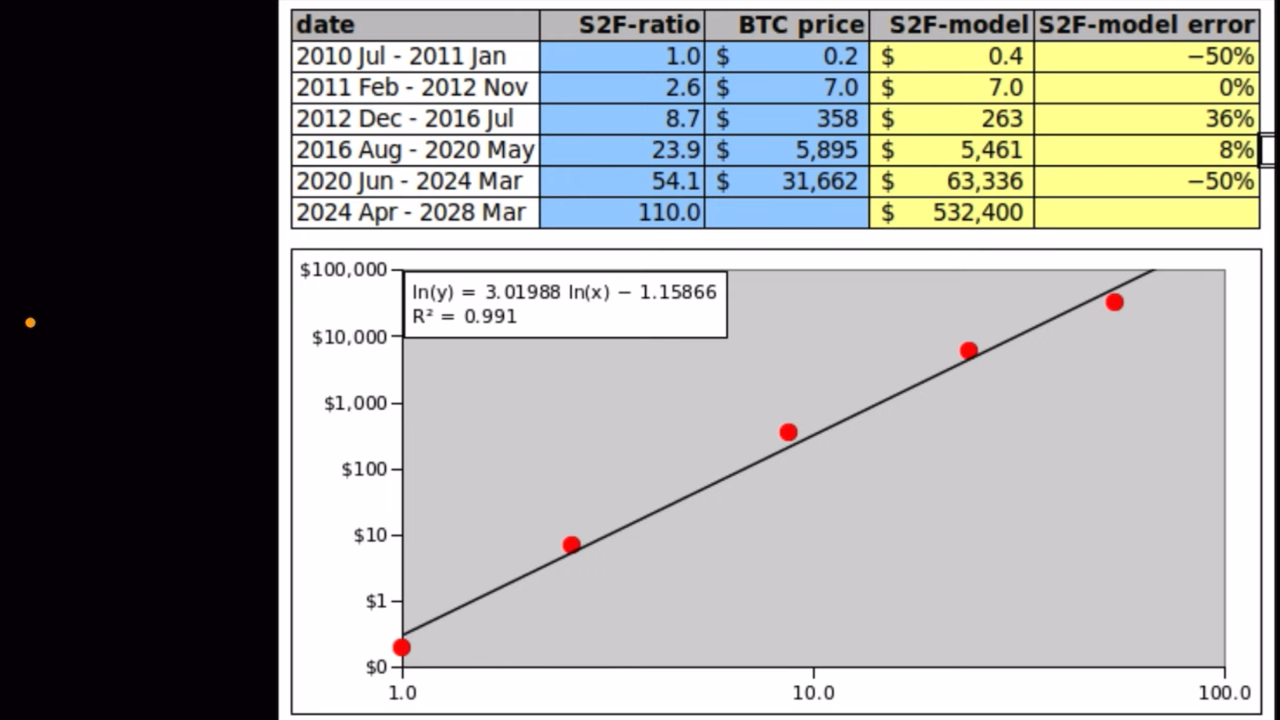 date S2F-ratio BTC price S2F-model S2F-model error
2010 Jul - 2011 Jan 1.0 $ 0.2 $ 0.4 −50%
2011 Feb - 2012 Nov 2.6 $ 7.0 $ 7.0 0%
2012 Dec - 2016 Jul 8.7 $ 358 $ 263 36%
2016 Aug - 2020 May 23.9 $ 5,895 $ 5,461 8%
2020 Jun - 2024 Mar 54.1 $ 31,662 $ 63,336 −50%
2024 Apr - 2028 Mar 110.0 $ 532,400
$100,000
ln(y) = 3.01988 ln(x) − 1.15866
R² = 0.991
$10,000
$1,000
$100
$10
$1
$0
1.0 10.0 100.0